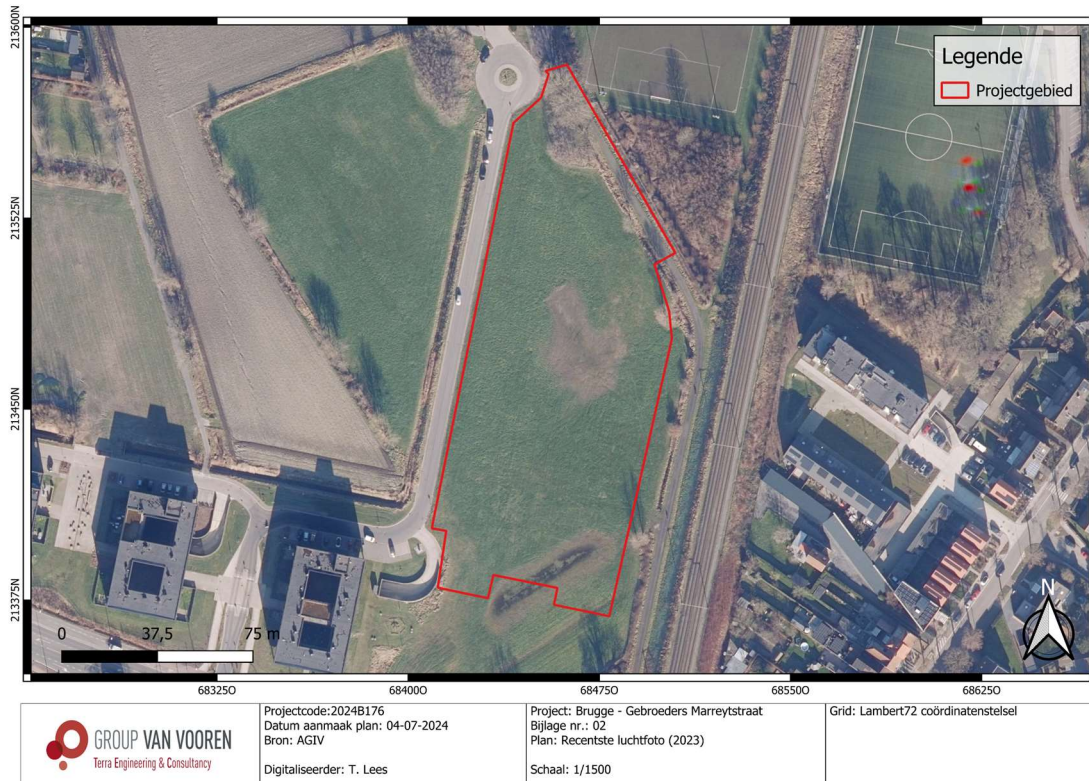 213600N
213525N
213450N
213375N
Legende
Projectgebied
N
0 37,5 75 m
683250 684000 684750 685500 686250
GROUP VAN VOOREN
Terra Engineering & Consultancy
Projectcode:2024B176
Datum aanmaak plan: 04-07-2024
Bron: AGIV
Digitaliseerder: T. Lees
Project: Brugge - Gebroeders Marreytstraat
Bijlage nr.: 02
Plan: Recentste luchtfoto (2023)
Schaal: 1/1500
Grid: Lambert72 coördinatenstelsel